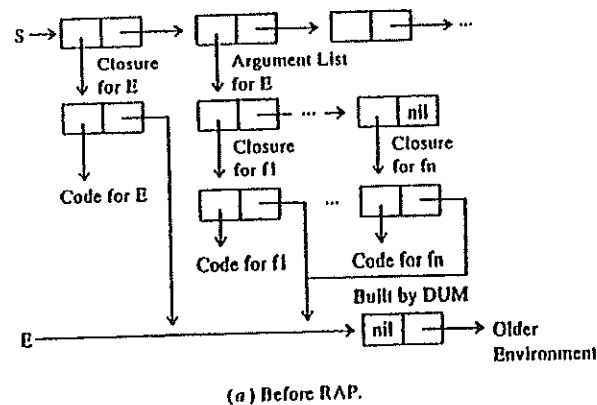 S
...
Closure
for E
Argument List
for E
...
nil
Closure
for f1
Closure
for fn
Code for E
...
Code for f1
Code for fn
Built by DUM
E
nil
Older
Environment
(a) Before RAP.